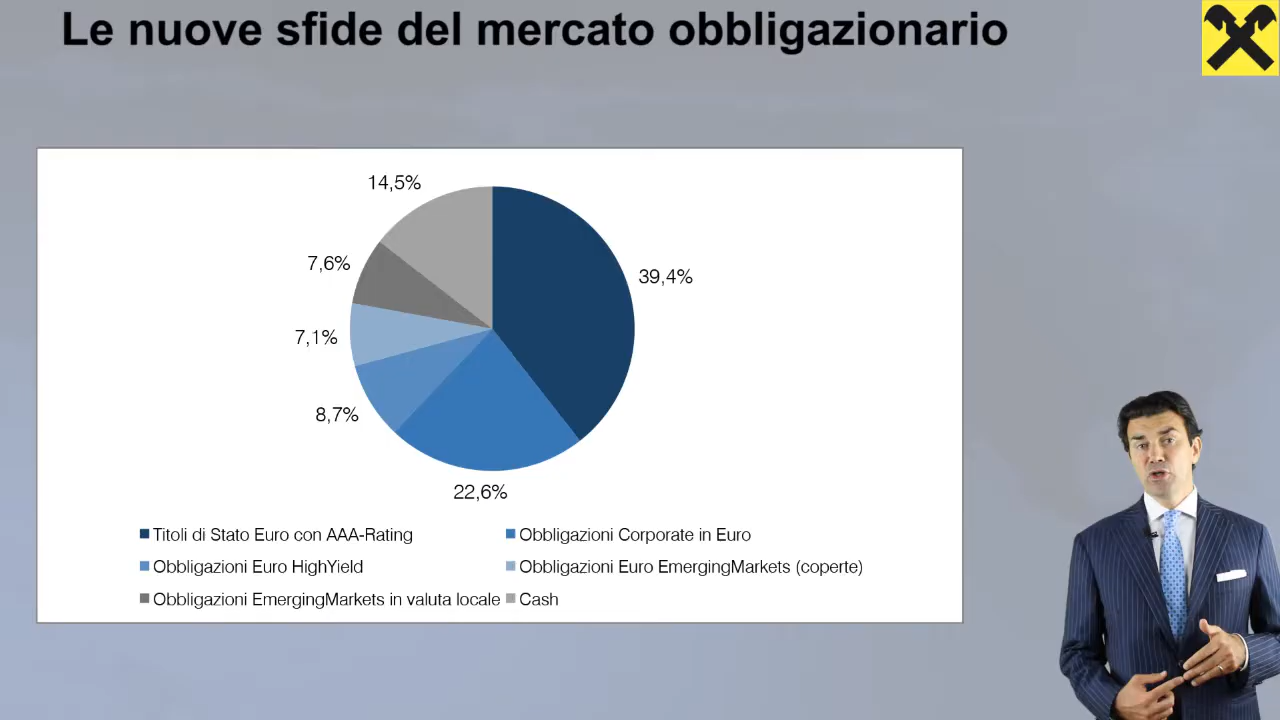 Le nuove sfide del mercato obbligazionario
14,5%
7,6%
39,4%
7,1%
8,7%
22,6%
Titoli di Stato Euro con AAA-Rating
Obbligazioni Corporate in Euro
Obbligazioni Euro HighYield
Obbligazioni Euro EmergingMarkets (coperte)
Obbligazioni EmergingMarkets in valuta locale
Cash